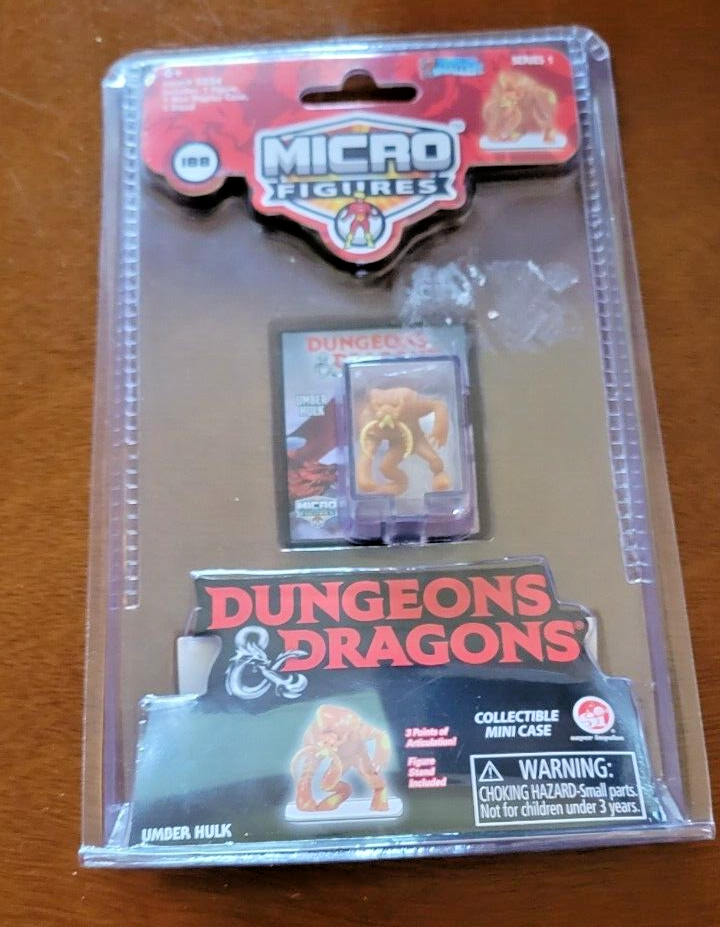 6+
SERIES 1
188
MICRO
FIGURES
DUNGEONS
UMBER
HULK
MICRO
FIGURES
DUNGEONS
& DRAGONS®
3 Points of
Articulation!
Figure
Stand
Included
COLLECTIBLE
MINI CASE
super impulse
WARNING:
CHOKING HAZARD-Small parts.
Not for children under 3 years.
UMBER HULK